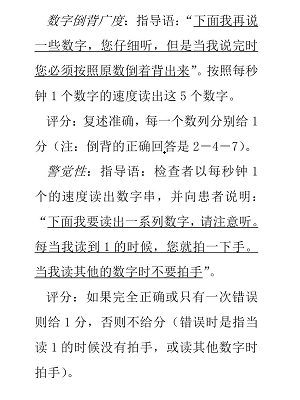 数字倒背广度：指导语：“下面我再说
一些数字，您仔细听，但是当我说完时
您必须按照原数倒着背出来”。按照每秒
钟 1 个数字的速度读出这 5 个数字。
评分：复述准确，每一个数列分别给 1
分（注：倒背的正确回答是 2－4－7）。
警觉性：指导语：检查者以每秒钟 1
个的速度读出数字串，并向患者说明：
“下面我要读出一系列数字，请注意听。
每当我读到 1 的时候，您就拍一下手。
当我读其他的数字时不要拍手”。
评分：如果完全正确或只有一次错误
则给 1 分，否则不给分（错误时是指当
读 1 的时候没有拍手，或读其他数字时
拍手）。